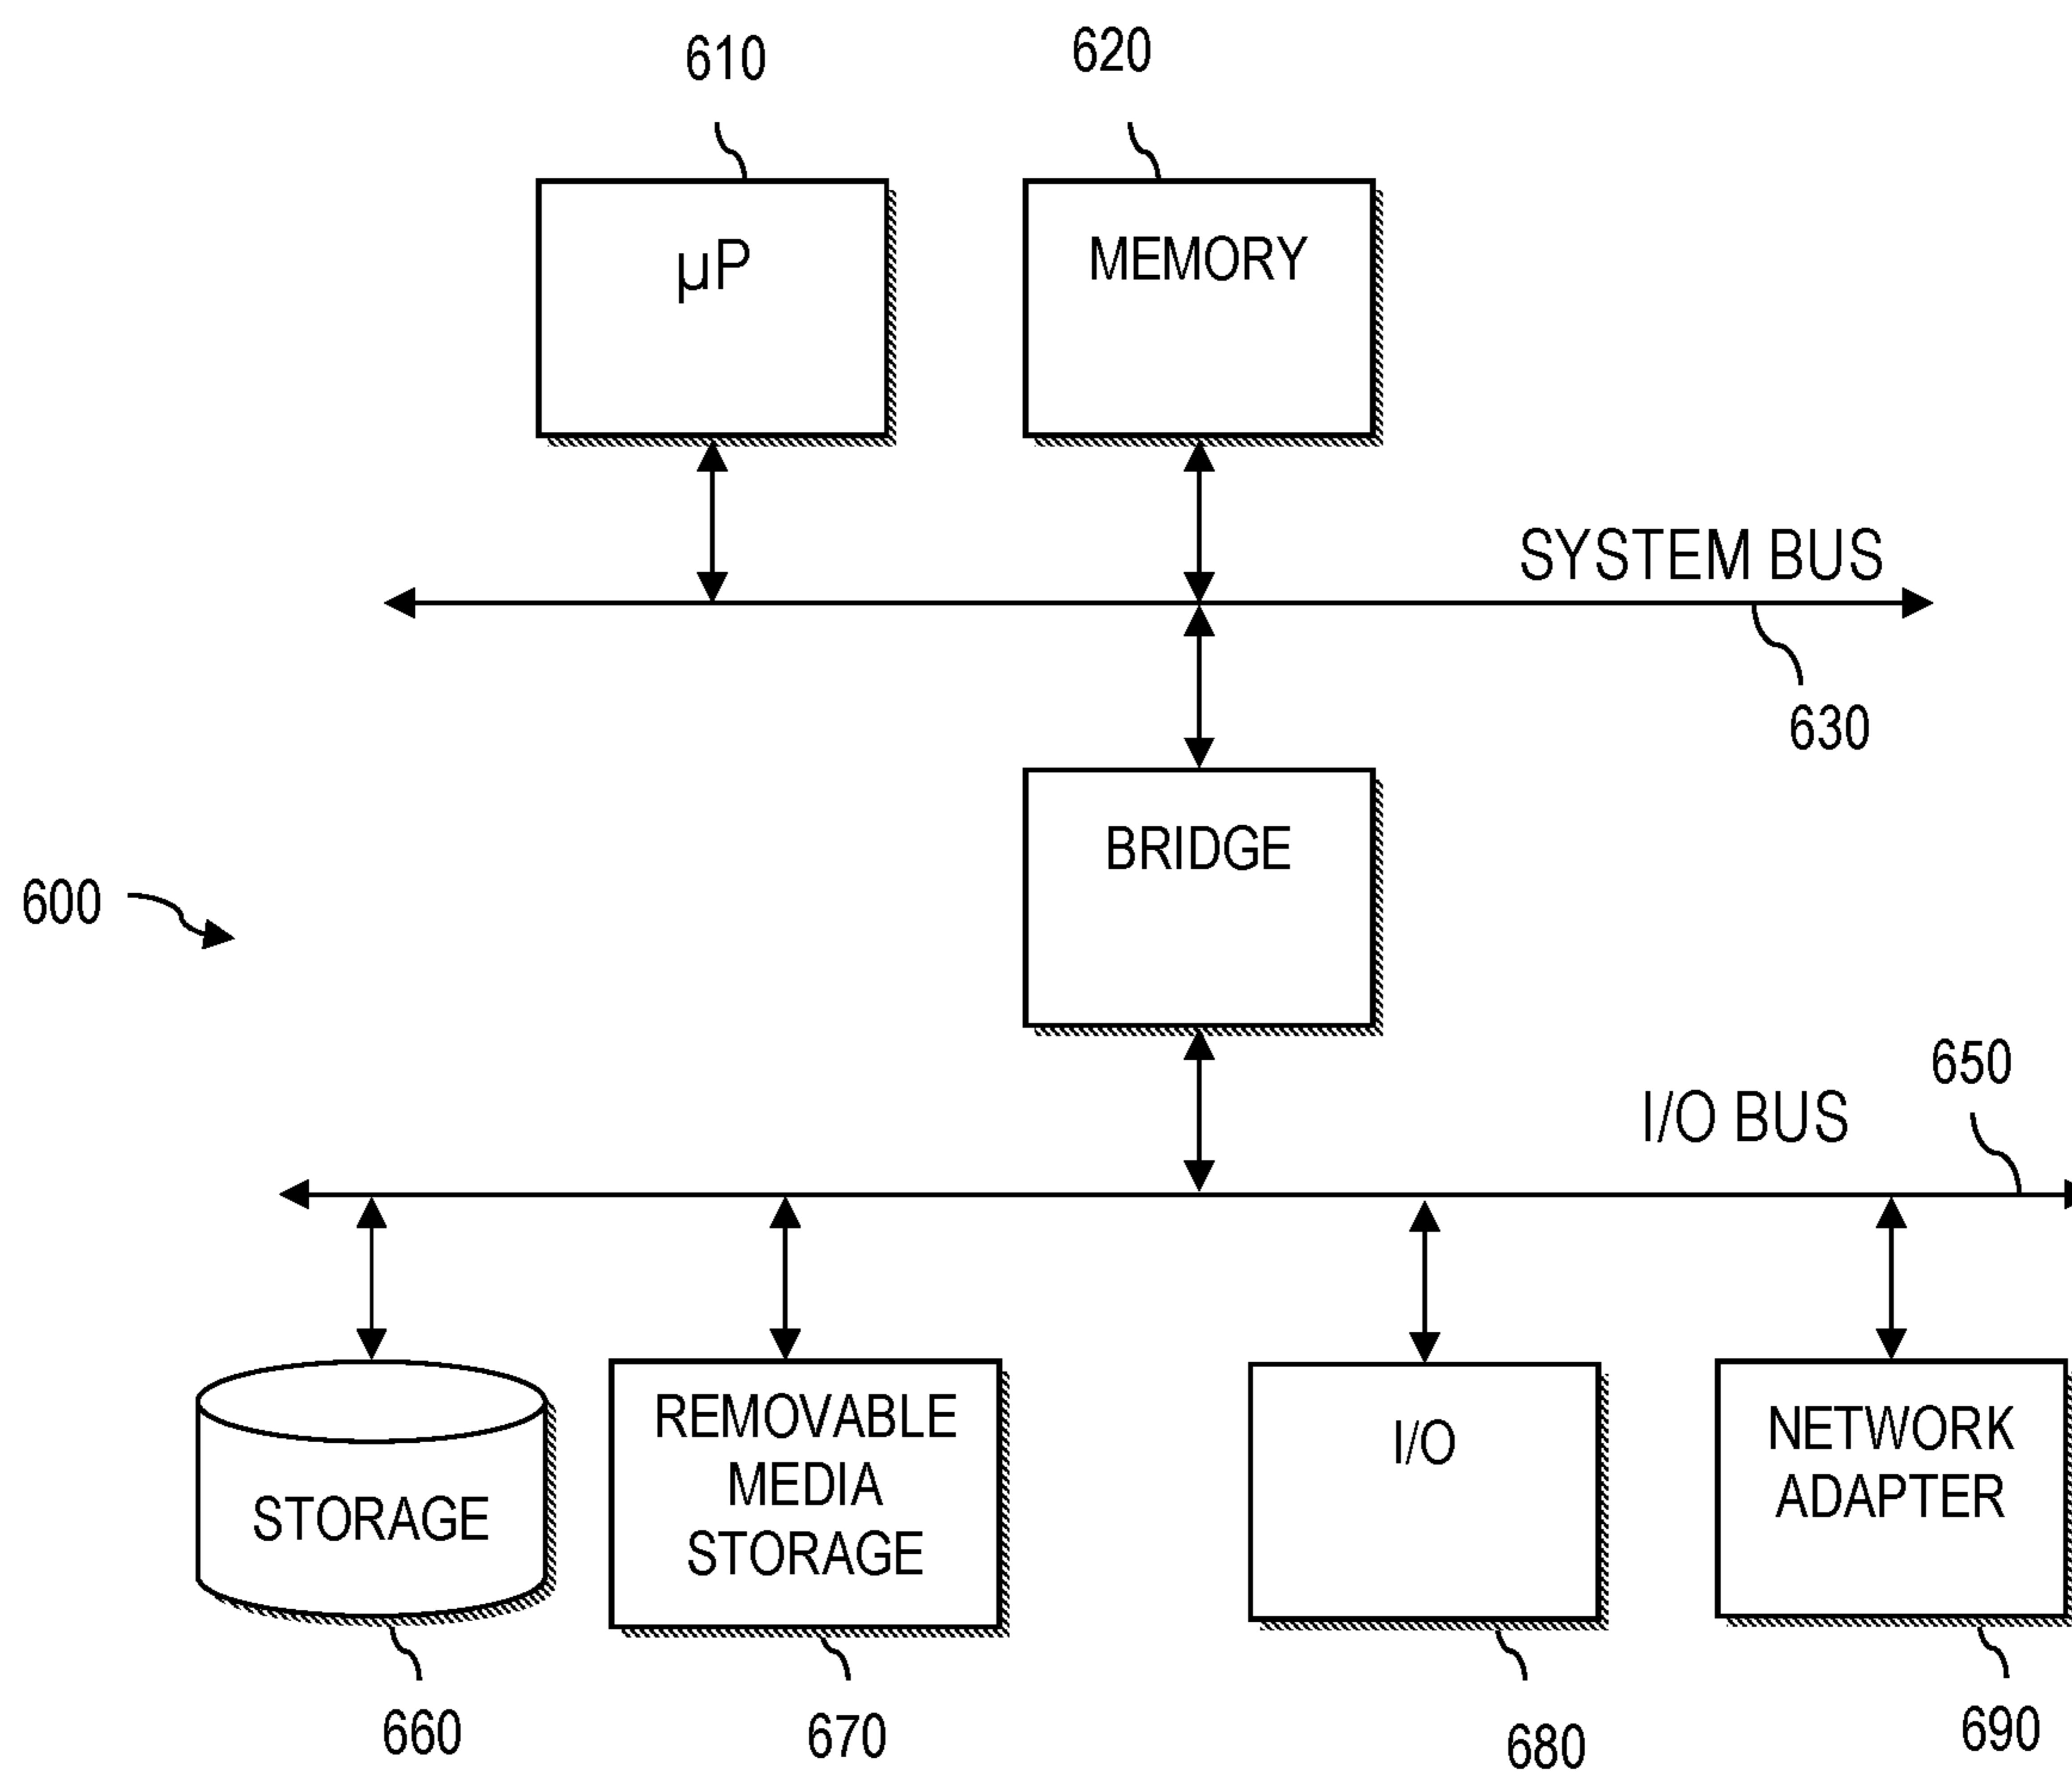 610
620
µP
MEMORY
SYSTEM BUS
630
BRIDGE
600
650
I/O BUS
STORAGE
REMOVABLE
MEDIA
STORAGE
I/O
NETWORK
ADAPTER
660
670
680
690